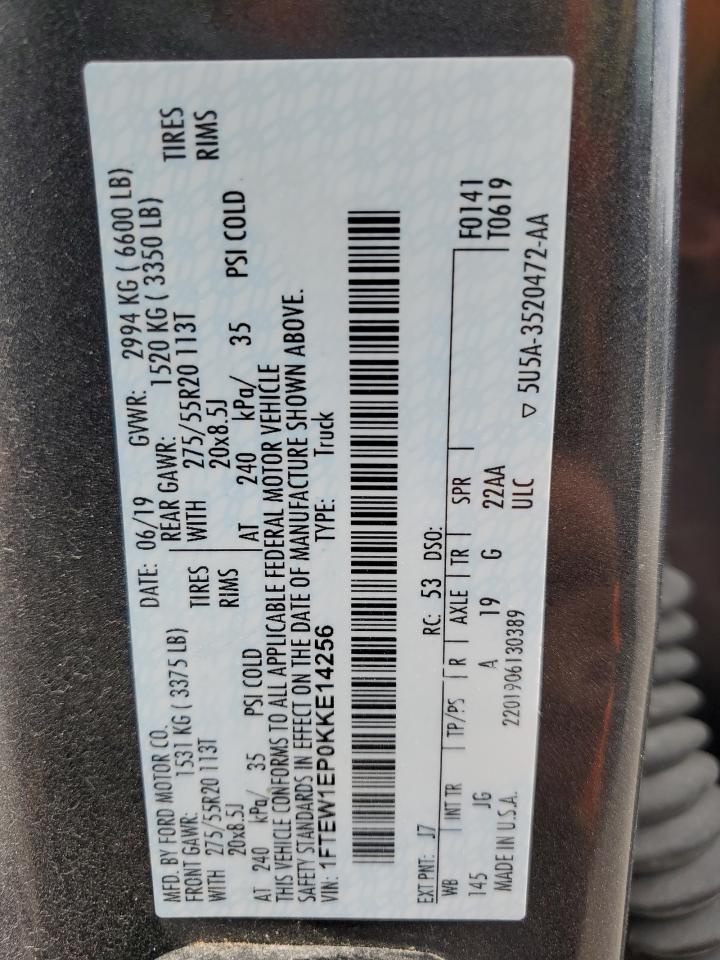 MFD. BY FORD MOTOR CO. DATE: 06/19 GVWR: 2994 KG ( 6600 LB)
FRONT GAWR: 1531 KG ( 3375 LB) REAR GAWR: 1520 KG ( 3350 LB)
WITH 275/55R20 113T TIRES WITH 275/55R20 113T TIRES
20x8.5J RIMS 20x8.5J RIMS
AT 240 kPa/ 35 PSI COLD AT 240 kPa/ 35 PSI COLD
THIS VEHICLE CONFORMS TO ALL APPLICABLE FEDERAL MOTOR VEHICLE
SAFETY STANDARDS IN EFFECT ON THE DATE OF MANUFACTURE SHOWN ABOVE.
VIN: 1FTEW1EP0KKE14256 TYPE: Truck
EXT PNT: J7 RC: 53 DSO:
WB INT TR TP/PS R AXLE TR SPR F0141
145 JG A 19 G 22AA T0619
MADE IN U.S.A. 2201906130389 ULC
▽ 5U5A-3520472-AA